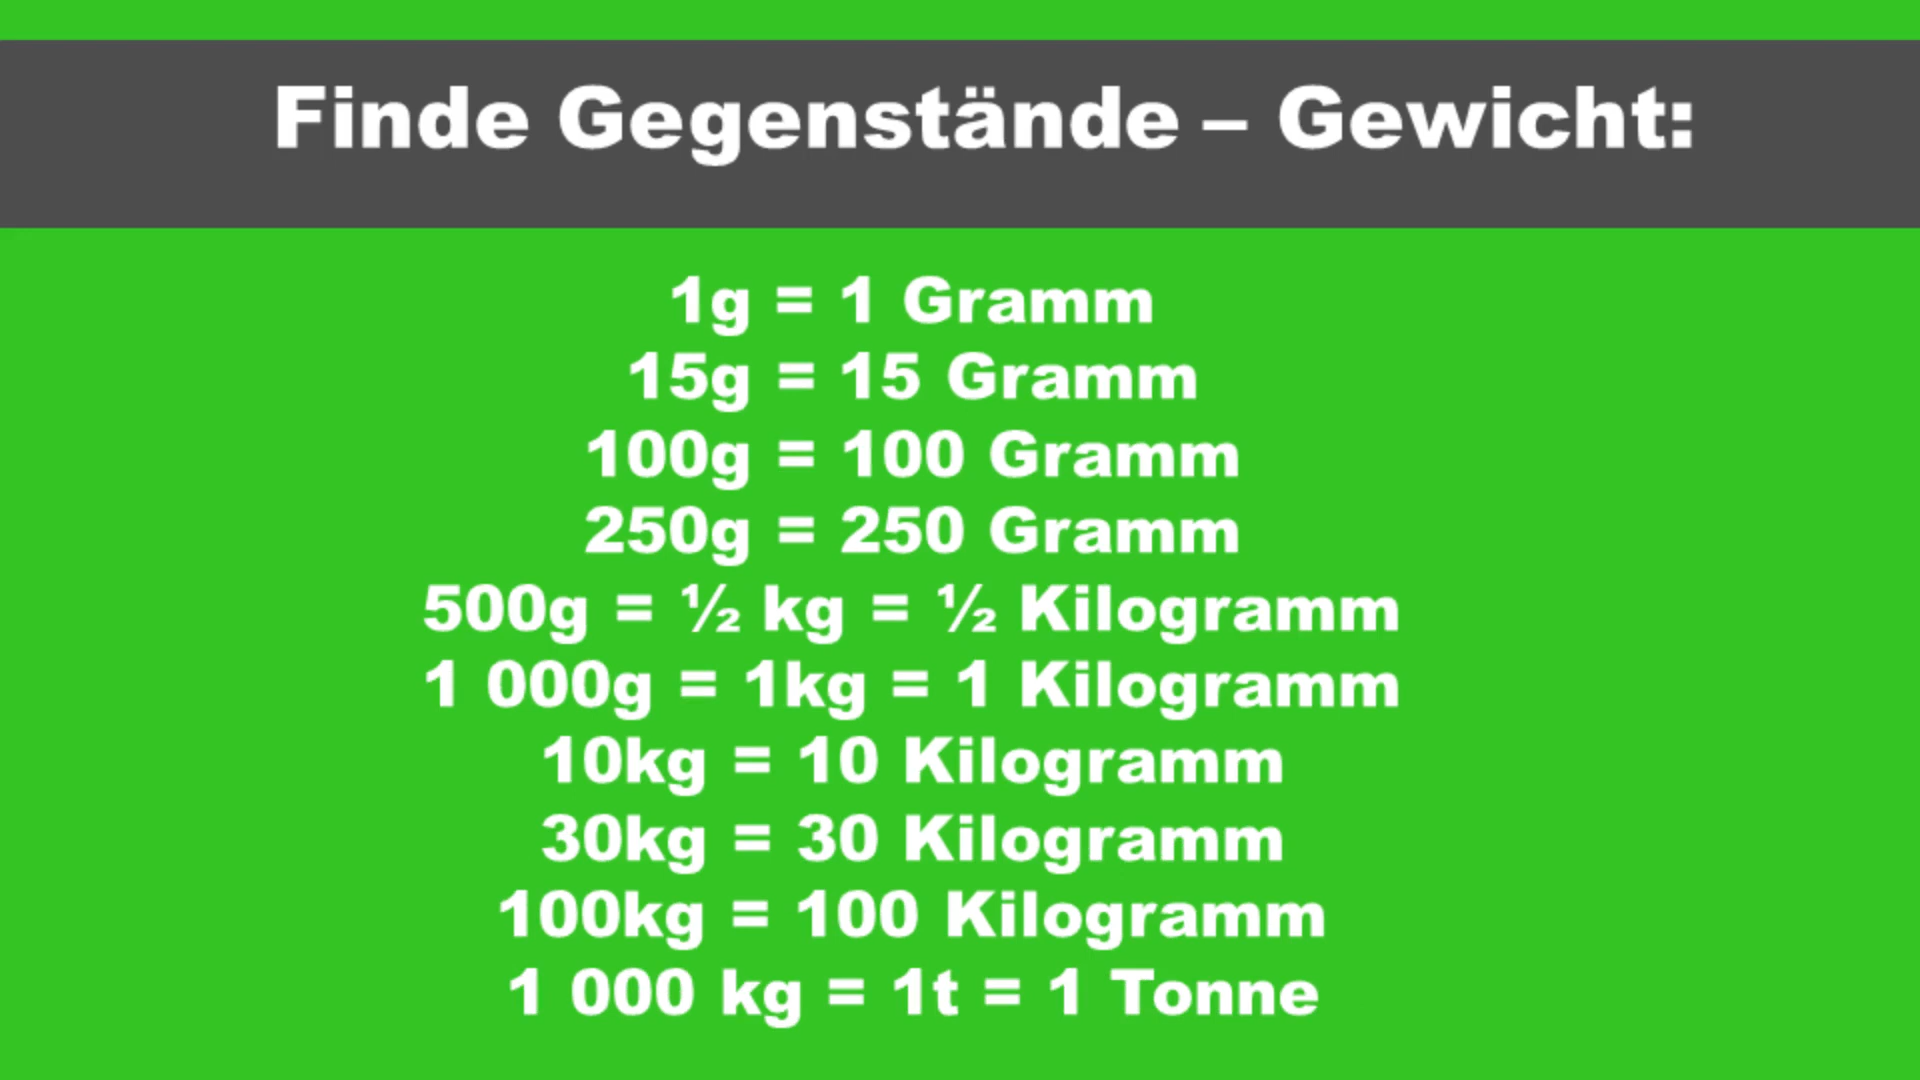 Finde Gegenstände – Gewicht:
1g = 1 Gramm
15g = 15 Gramm
100g = 100 Gramm
250g = 250 Gramm
500g = ½ kg = ½ Kilogramm
1 000g = 1kg = 1 Kilogramm
10kg = 10 Kilogramm
30kg = 30 Kilogramm
100kg = 100 Kilogramm
1 000 kg = 1t = 1 Tonne